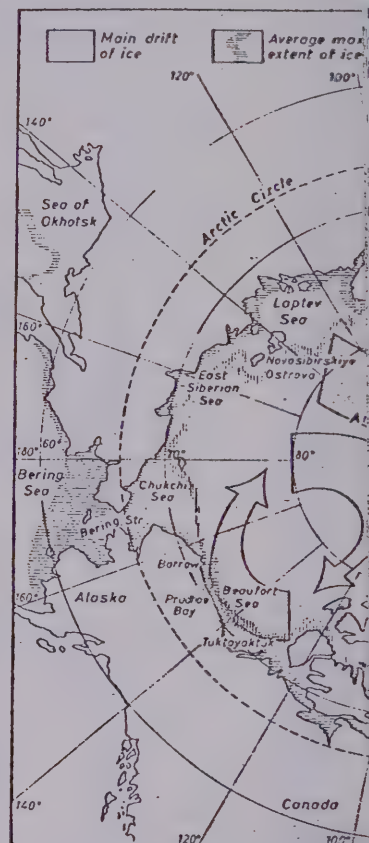 Main drift
of ice
Average max
extent of ice
120°
100°
140°
Sea of
Okhotsk
Arctic Circle
Laptev
Sea
160°
Novosibirskiye
Ostrova
East
Siberian
Sea
180°
60°
70°
80°
Bering
Sea
Chukchi
Sea
Bering Str.
Barrow
160°
Alaska
Prudhoe
Bay
Beaufort
Sea
Tuktoyaktuk
140°
Canada
120°
100°